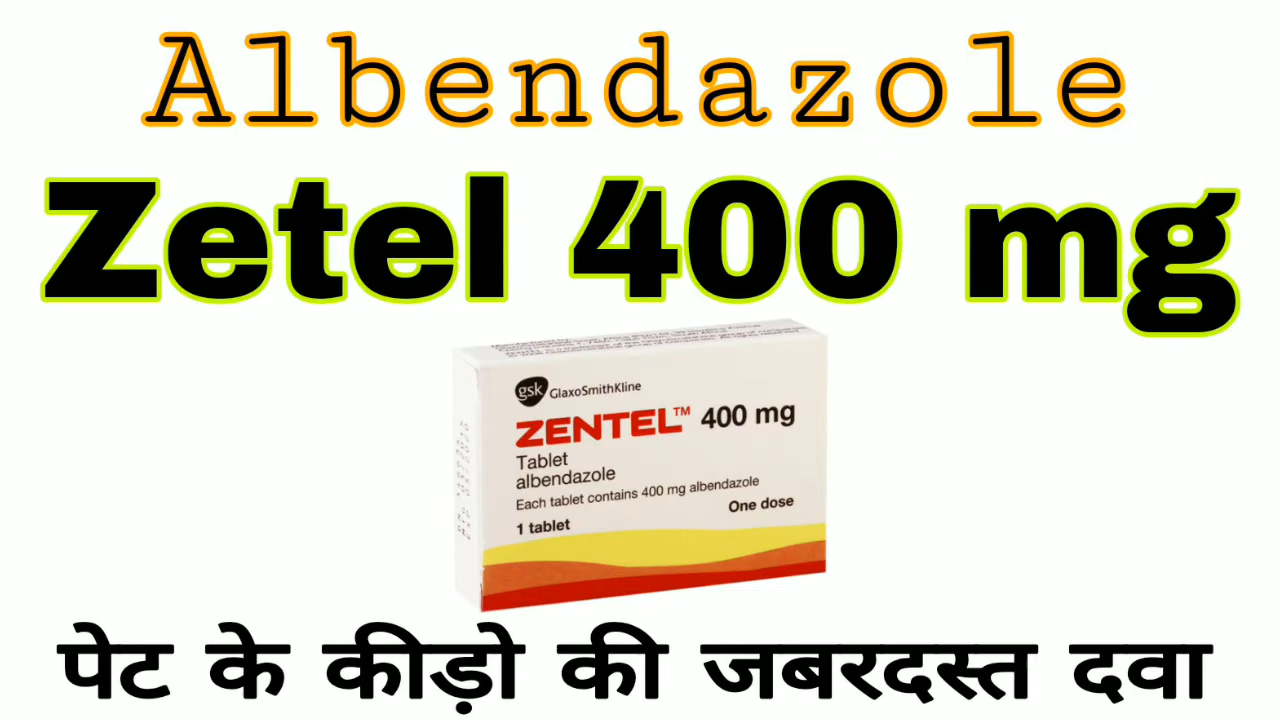 Albendazole
Zetel 400 mg
gsk GlaxoSmithKline
ZENTEL™ 400 mg
Tablet
albendazole
Each tablet contains 400 mg albendazole
One dose
1 tablet
पेट के कीड़ो की जबरदस्त दवा